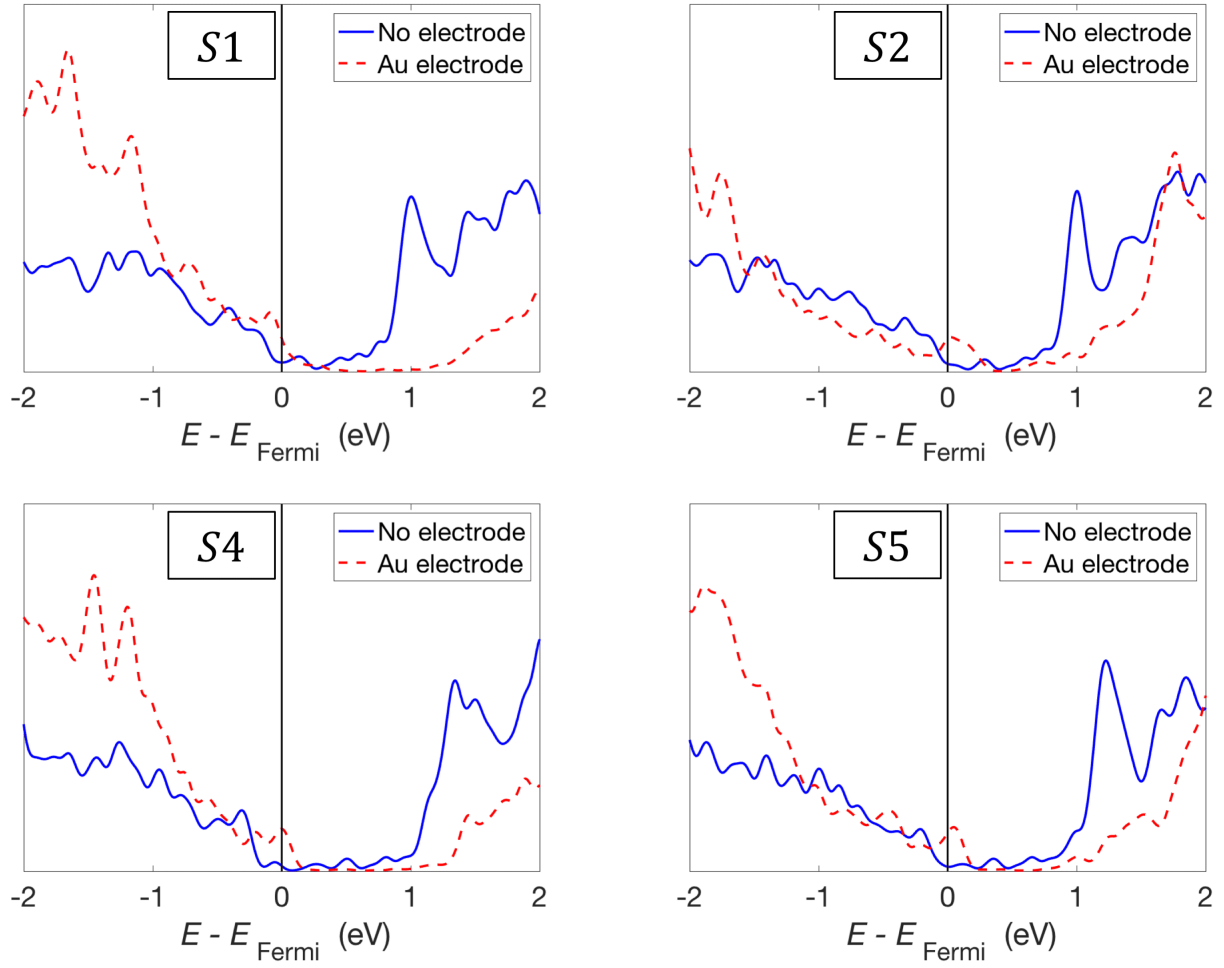 S1
No electrode
Au electrode
-2 -1 0 1 2
E - E Fermi (eV)
S2
No electrode
Au electrode
-2 -1 0 1 2
E - E Fermi (eV)
S4
No electrode
Au electrode
-2 -1 0 1 2
E - E Fermi (eV)
S5
No electrode
Au electrode
-2 -1 0 1 2
E - E Fermi (eV)